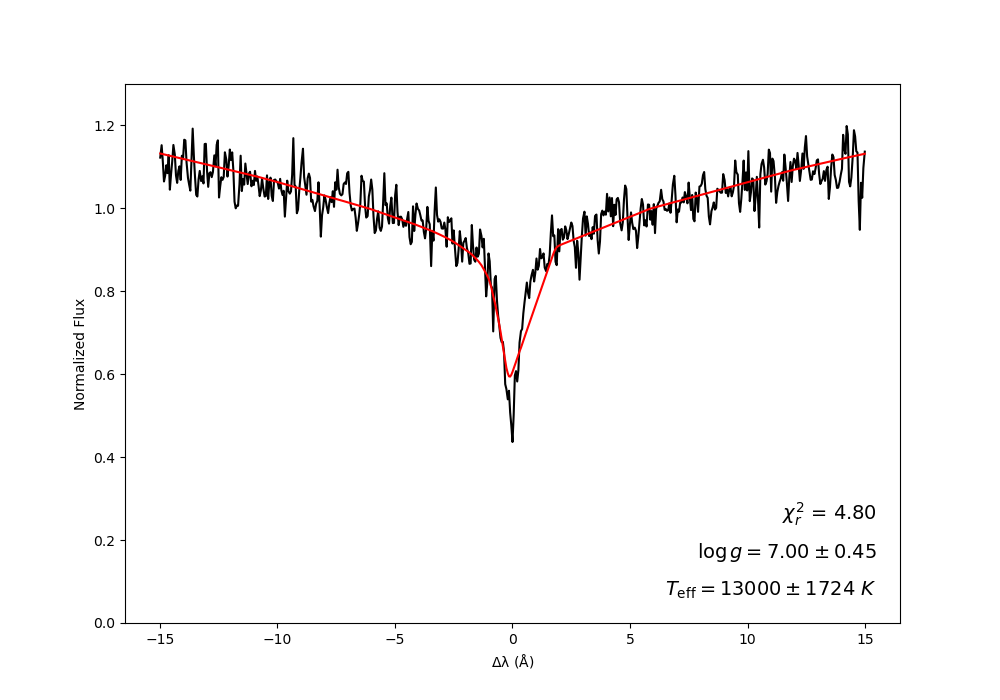 1.2
1.0
0.8
0.6
0.4
0.2
0.0
Normalized Flux
χ²ᵣ = 4.80
log g = 7.00 ± 0.45
T_eff = 13000 ± 1724 K
−15 −10 −5 0 5 10 15
Δλ (Å)